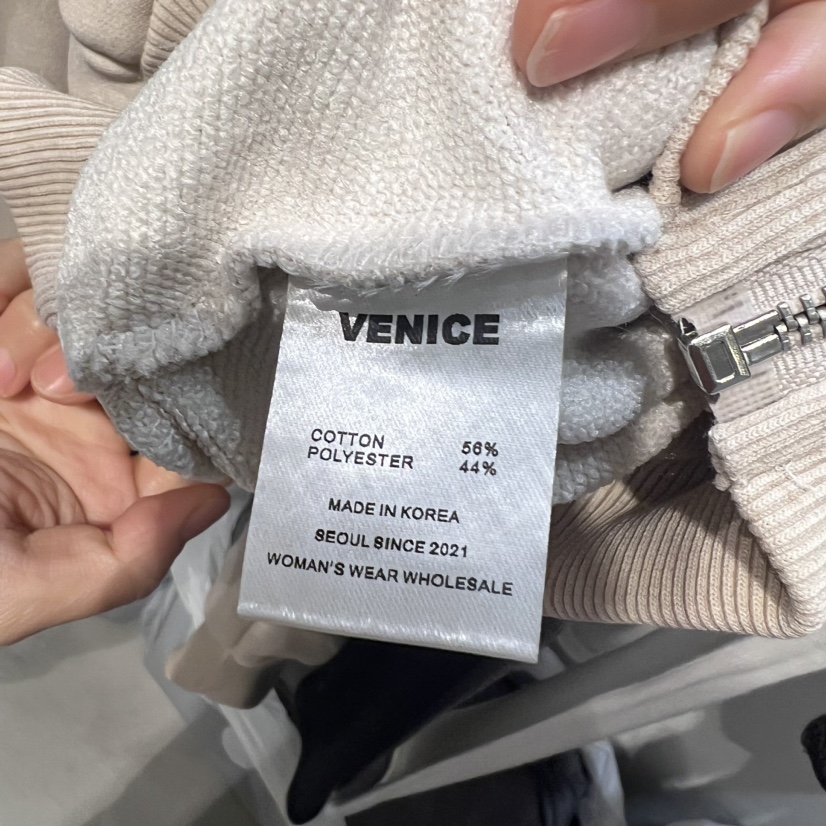 VENICE
COTTON 56%
POLYESTER 44%
MADE IN KOREA
SEOUL SINCE 2021
WOMAN'S WEAR WHOLESALE